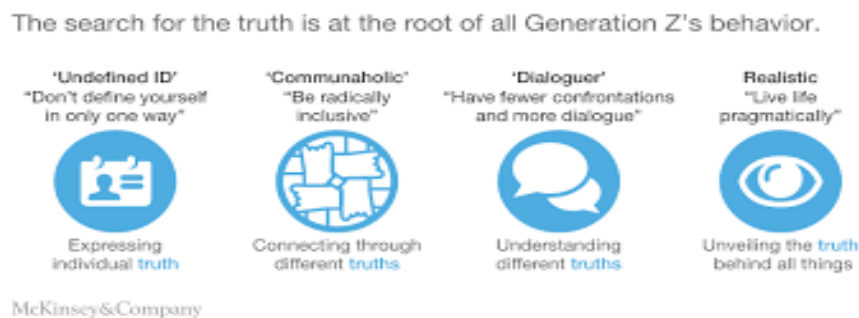 The search for the truth is at the root of all Generation Z's behavior.
'Undefined ID'
"Don't define yourself
in only one way"
Expressing
individual truth
'Communaholic'
"Be radically
inclusive"
Connecting through
different truths
'Dialoguer'
"Have fewer confrontations
and more dialogue"
Understanding
different truths
Realistic
"Live life
pragmatically"
Unveiling the truth
behind all things
McKinsey&Company